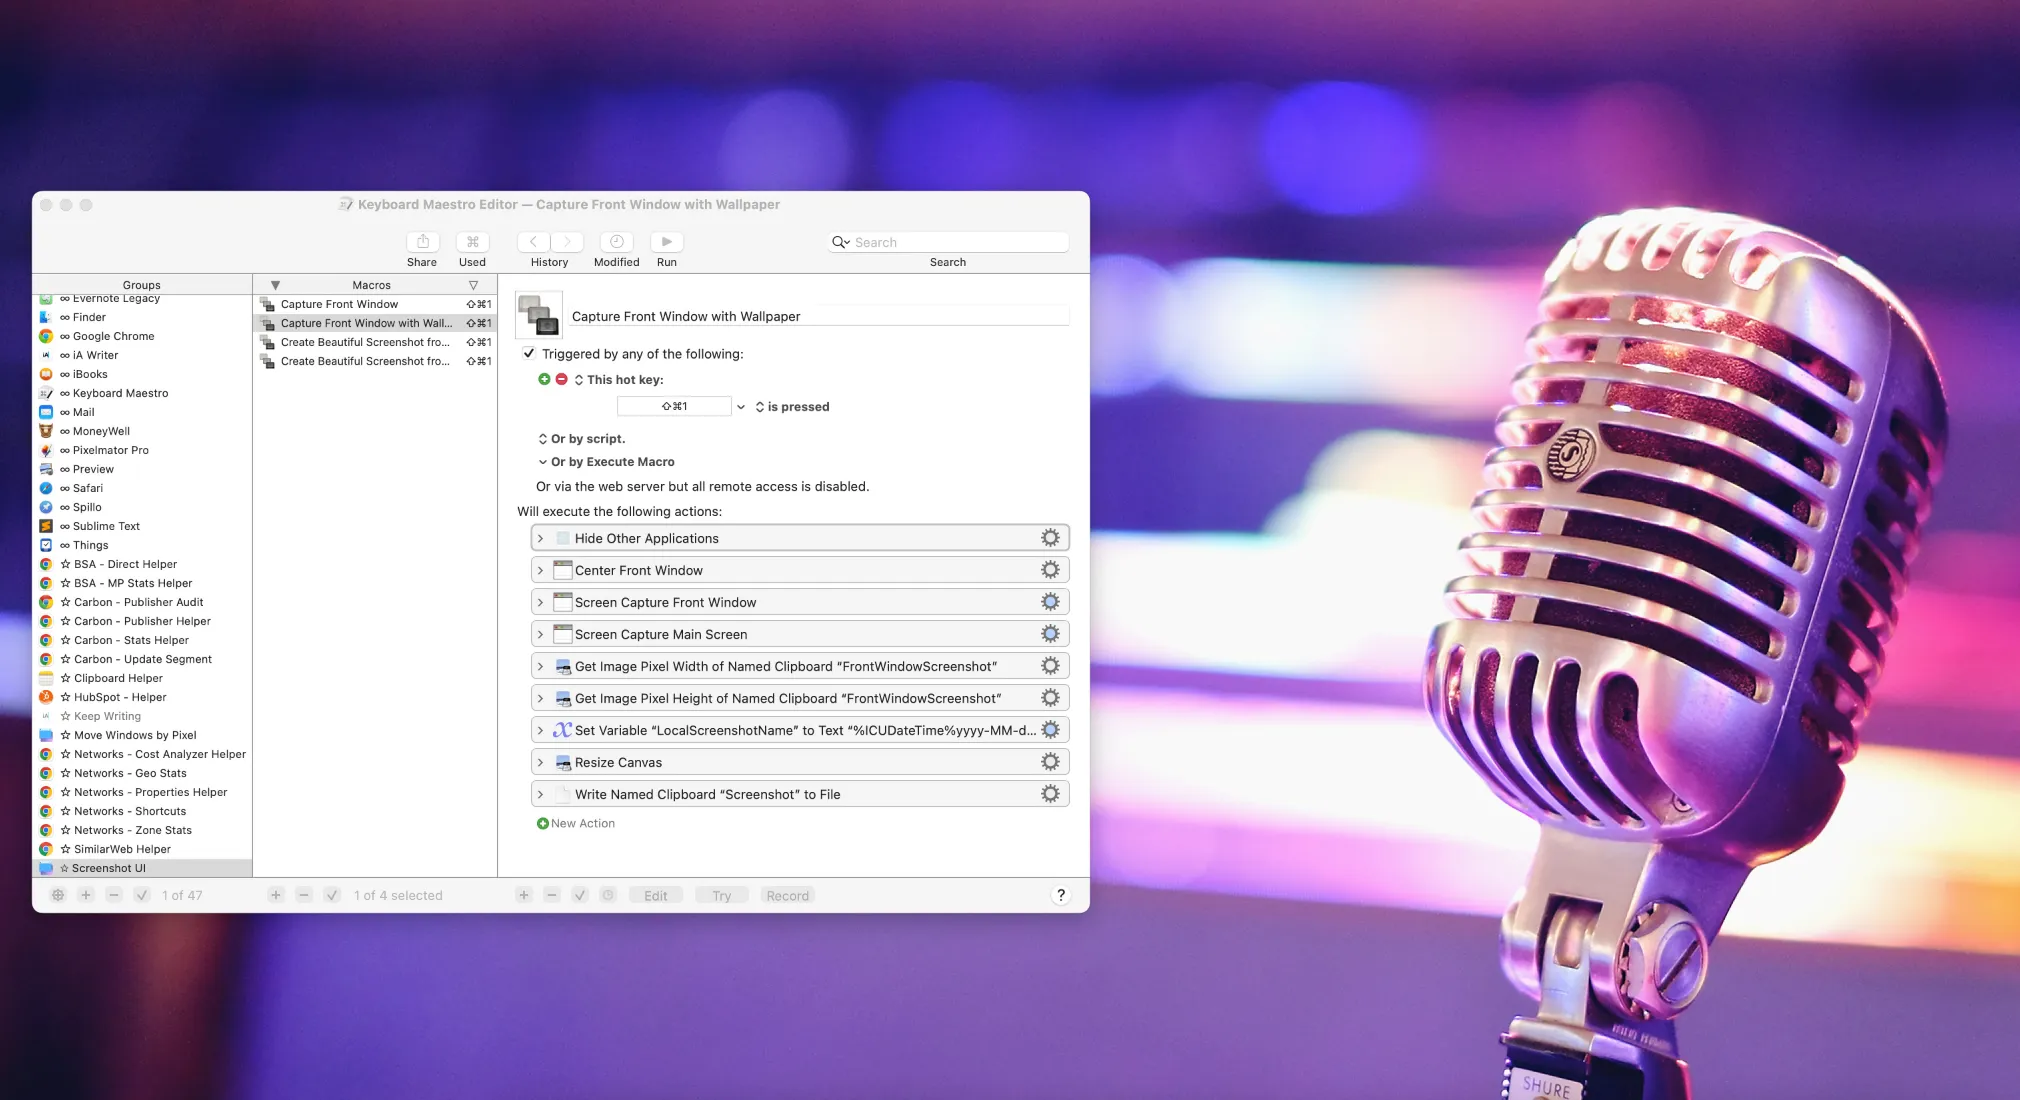 Keyboard Maestro Editor — Capture Front Window with Wallpaper
Share
Used
History
Modified
Run
Search
Search
Groups
∞ Evernote Legacy
∞ Finder
∞ Google Chrome
∞ iA Writer
∞ iBooks
∞ Keyboard Maestro
∞ Mail
∞ MoneyWell
∞ Pixelmator Pro
∞ Preview
∞ Safari
∞ Spillo
∞ Sublime Text
∞ Things
☆ BSA - Direct Helper
☆ BSA - MP Stats Helper
☆ Carbon - Publisher Audit
☆ Carbon - Publisher Helper
☆ Carbon - Stats Helper
☆ Carbon - Update Segment
☆ Clipboard Helper
☆ HubSpot - Helper
☆ Keep Writing
☆ Move Windows by Pixel
☆ Networks - Cost Analyzer Helper
☆ Networks - Geo Stats
☆ Networks - Properties Helper
☆ Networks - Shortcuts
☆ Networks - Zone Stats
☆ SimilarWeb Helper
☆ Screenshot UI
1 of 47
Macros
Capture Front Window ⇧⌘1
Capture Front Window with Wall... ⇧⌘1
Create Beautiful Screenshot fro... ⇧⌘1
Create Beautiful Screenshot fro... ⇧⌘1
1 of 4 selected
Capture Front Window with Wallpaper
Triggered by any of the following:
This hot key:
⇧⌘1 is pressed
Or by script.
Or by Execute Macro
Or via the web server but all remote access is disabled.
Will execute the following actions:
Hide Other Applications
Center Front Window
Screen Capture Front Window
Screen Capture Main Screen
Get Image Pixel Width of Named Clipboard “FrontWindowScreenshot”
Get Image Pixel Height of Named Clipboard “FrontWindowScreenshot”
Set Variable “LocalScreenshotName” to Text “%ICUDateTime%yyyy-MM-d...
Resize Canvas
Write Named Clipboard “Screenshot” to File
New Action
Edit
Try
Record
?
SHURE